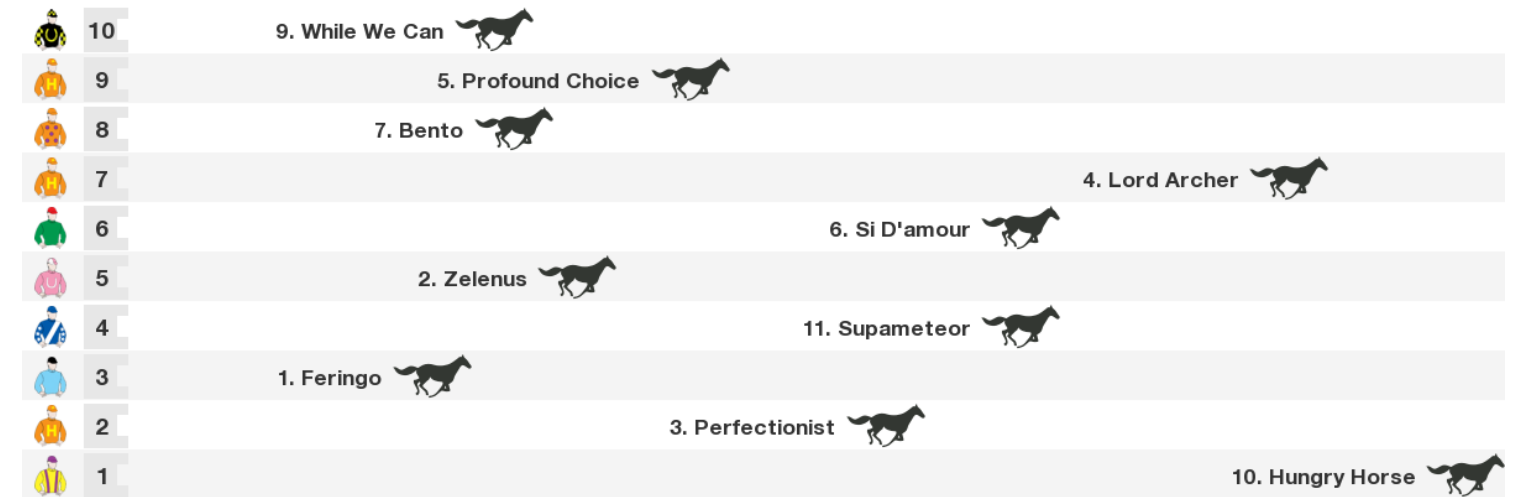 10 9. While We Can
H 9 5. Profound Choice
8 7. Bento
H 7 4. Lord Archer
6 6. Si D'amour
5 2. Zelenus
4 11. Supameteor
3 1. Feringo
H 2 3. Perfectionist
1 10. Hungry Horse